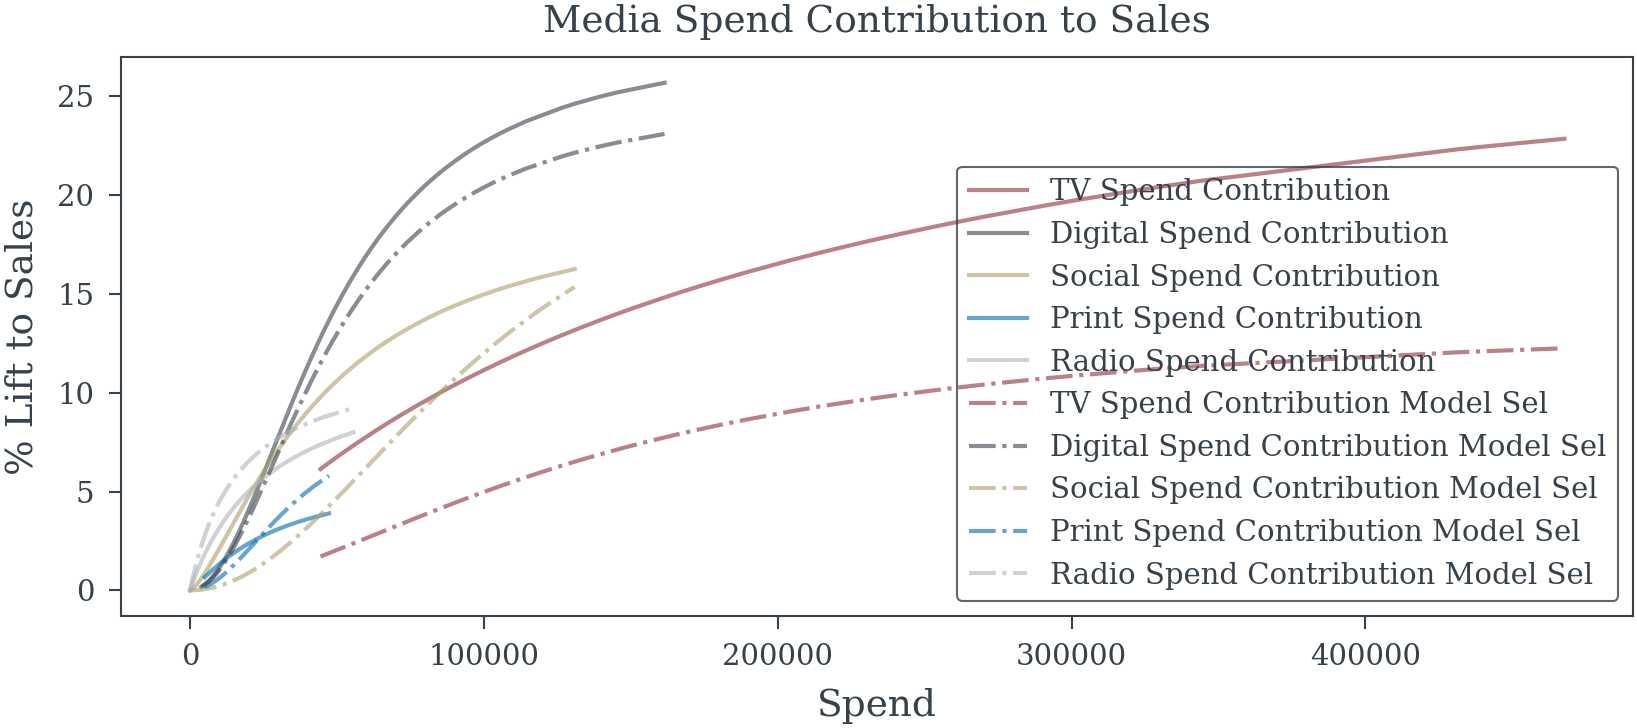 Media Spend Contribution to Sales
% Lift to Sales
25
20
15
10
5
0
0
100000
200000
300000
400000
Spend
TV Spend Contribution
Digital Spend Contribution
Social Spend Contribution
Print Spend Contribution
Radio Spend Contribution
TV Spend Contribution Model Sel
Digital Spend Contribution Model Sel
Social Spend Contribution Model Sel
Print Spend Contribution Model Sel
Radio Spend Contribution Model Sel